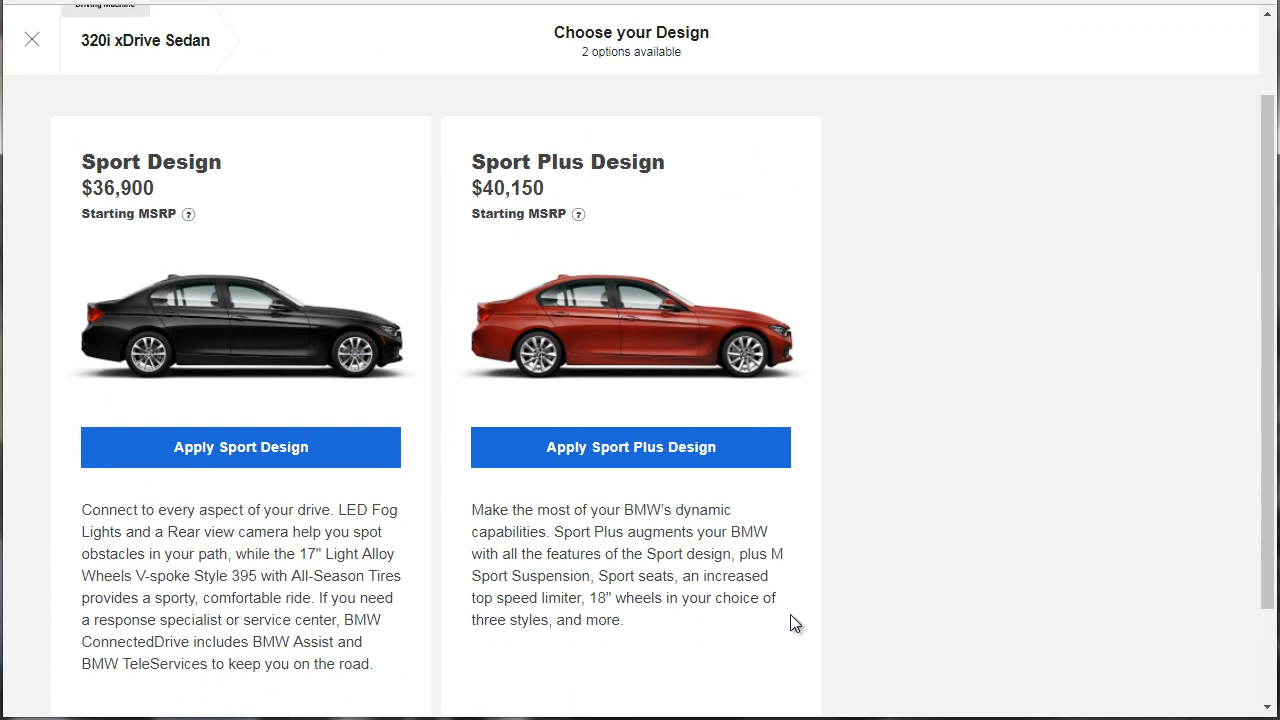 Driving Machine
320i xDrive Sedan
Choose your Design
2 options available
Sport Design
$36,900
Starting MSRP ?
Apply Sport Design
Connect to every aspect of your drive. LED Fog
Lights and a Rear view camera help you spot
obstacles in your path, while the 17" Light Alloy
Wheels V-spoke Style 395 with All-Season Tires
provides a sporty, comfortable ride. If you need
a response specialist or service center, BMW
ConnectedDrive includes BMW Assist and
BMW TeleServices to keep you on the road.
Sport Plus Design
$40,150
Starting MSRP ?
Apply Sport Plus Design
Make the most of your BMW's dynamic
capabilities. Sport Plus augments your BMW
with all the features of the Sport design, plus M
Sport Suspension, Sport seats, an increased
top speed limiter, 18" wheels in your choice of
three styles, and more.